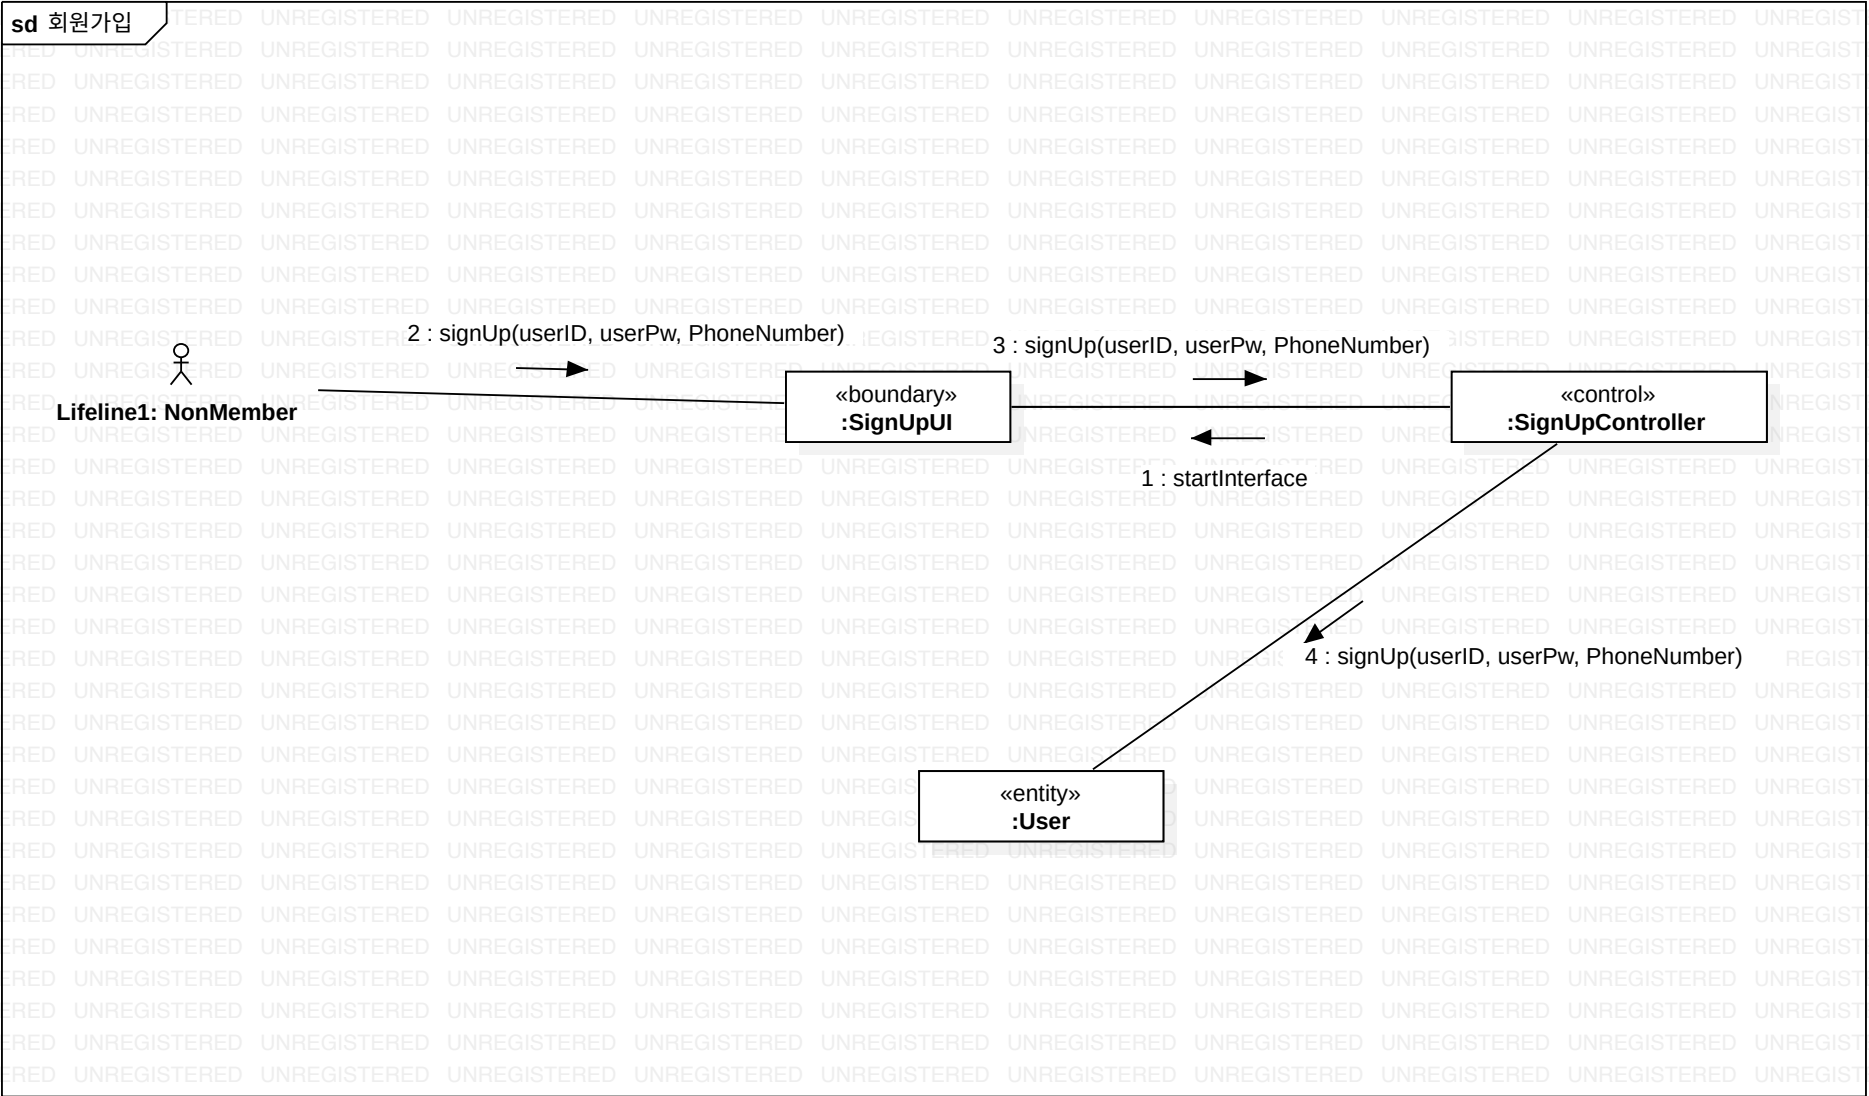 sd 회원가입
2 : signUp(userID, userPw, PhoneNumber)
3 : signUp(userID, userPw, PhoneNumber)
Lifeline1: NonMember
«boundary»
:SignUpUI
«control»
:SignUpController
1 : startInterface
4 : signUp(userID, userPw, PhoneNumber)
«entity»
:User
UNREGISTERED